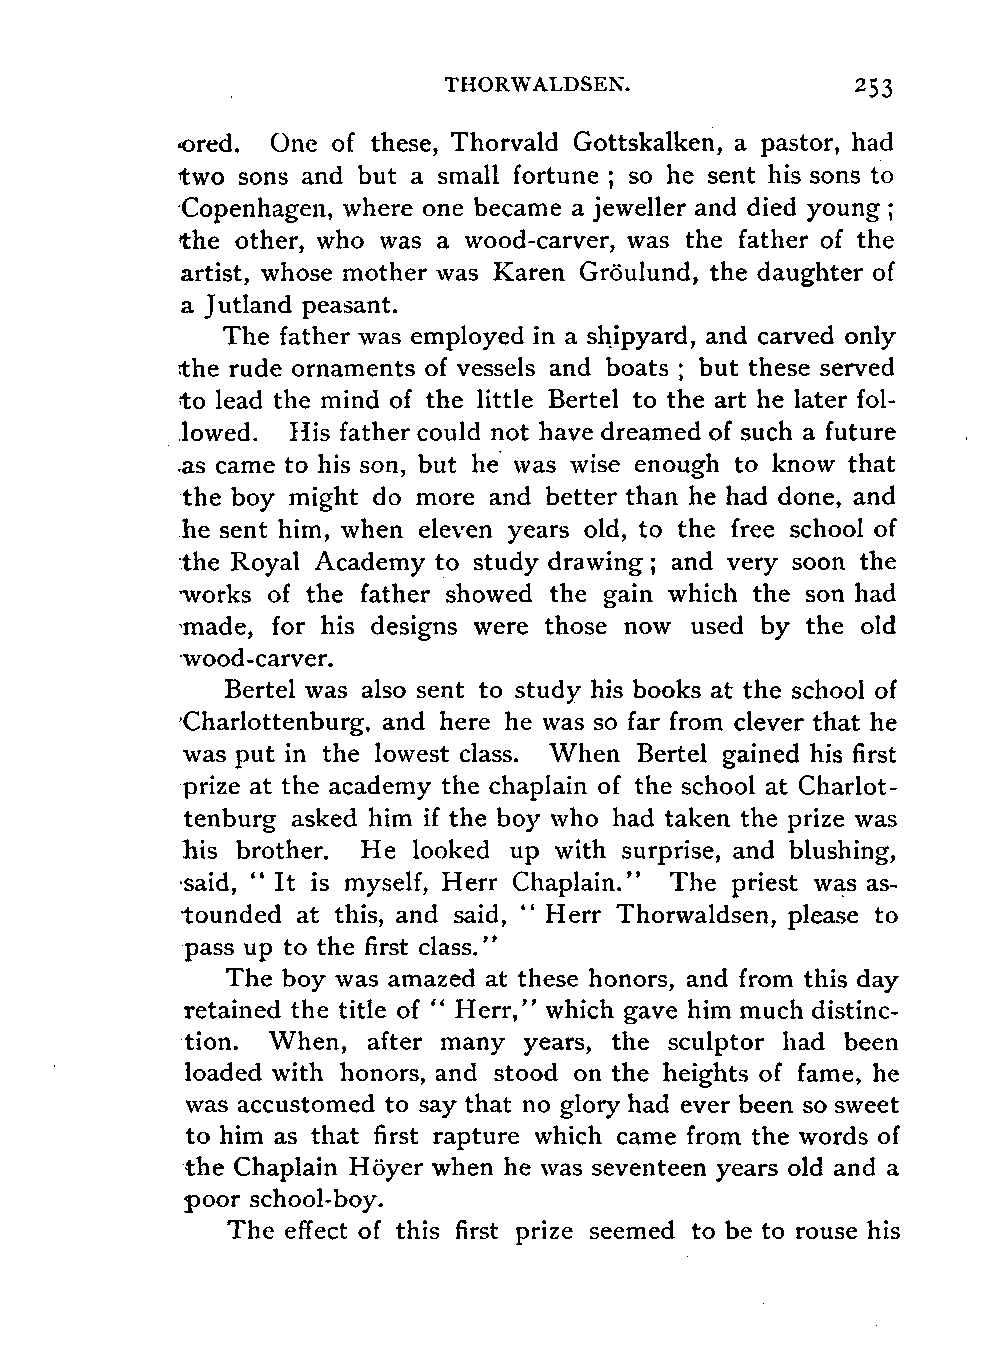 THORWALDSEN. 253
ored. One of these, Thorvald Gottskalken, a pastor, had
two sons and but a small fortune ; so he sent his sons to
Copenhagen, where one became a jeweller and died young ;
the other, who was a wood-carver, was the father of the
artist, whose mother was Karen Gröulund, the daughter of
a Jutland peasant.
The father was employed in a shipyard, and carved only
the rude ornaments of vessels and boats ; but these served
to lead the mind of the little Bertel to the art he later fol-
lowed. His father could not have dreamed of such a future
as came to his son, but he was wise enough to know that
the boy might do more and better than he had done, and
he sent him, when eleven years old, to the free school of
the Royal Academy to study drawing ; and very soon the
works of the father showed the gain which the son had
made, for his designs were those now used by the old
wood-carver.
Bertel was also sent to study his books at the school of
Charlottenburg, and here he was so far from clever that he
was put in the lowest class. When Bertel gained his first
prize at the academy the chaplain of the school at Charlot-
tenburg asked him if the boy who had taken the prize was
his brother. He looked up with surprise, and blushing,
said, “ It is myself, Herr Chaplain.” The priest was as-
tounded at this, and said, “ Herr Thorwaldsen, please to
pass up to the first class.”
The boy was amazed at these honors, and from this day
retained the title of “ Herr,” which gave him much distinc-
tion. When, after many years, the sculptor had been
loaded with honors, and stood on the heights of fame, he
was accustomed to say that no glory had ever been so sweet
to him as that first rapture which came from the words of
the Chaplain Höyer when he was seventeen years old and a
poor school-boy.
The effect of this first prize seemed to be to rouse his